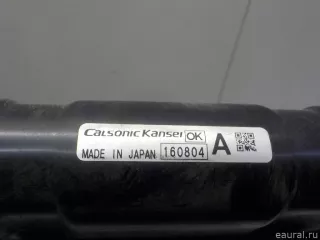 Calsonic Kansei OK
MADE IN JAPAN 160804 A
eaural.ru